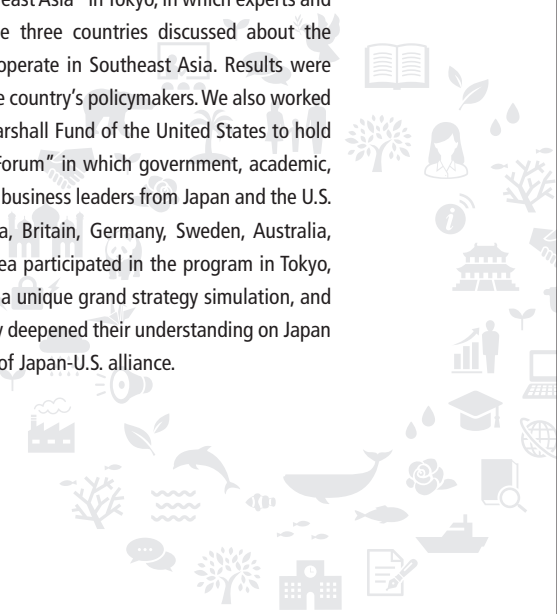 east Asia" in Tokyo, in which experts and
e three countries discussed about the
operate in Southeast Asia. Results were
e country's policymakers. We also worked
arshall Fund of the United States to hold
Forum" in which government, academic,
business leaders from Japan and the U.S.
a, Britain, Germany, Sweden, Australia,
ea participated in the program in Tokyo,
a unique grand strategy simulation, and
y deepened their understanding on Japan
of Japan-U.S. alliance.